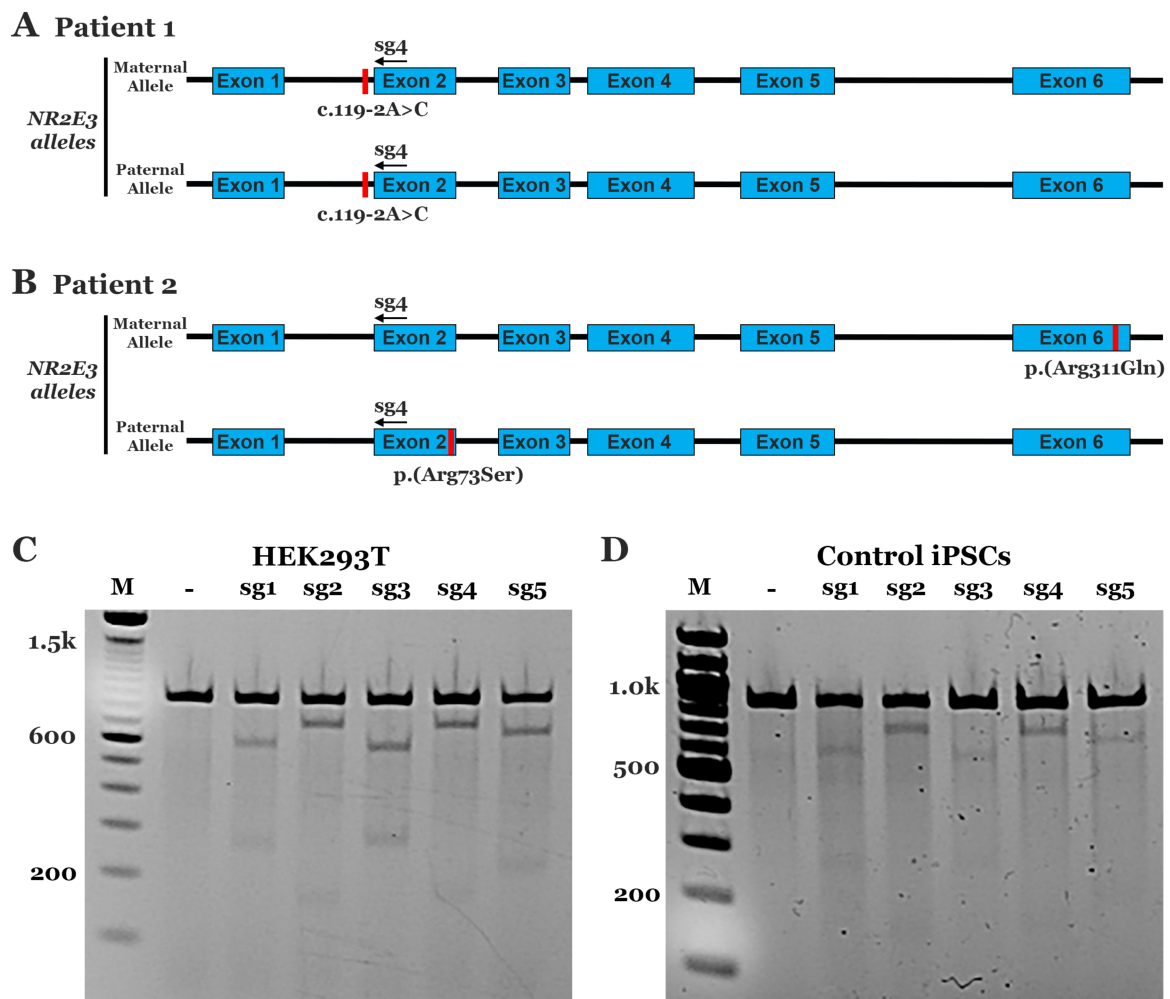 A Patient 1
sg4
Maternal Allele Exon 1 Exon 2 Exon 3 Exon 4 Exon 5 Exon 6
c.119-2A>C
NR2E3 alleles
sg4
Paternal Allele Exon 1 Exon 2 Exon 3 Exon 4 Exon 5 Exon 6
c.119-2A>C
B Patient 2
sg4
Maternal Allele Exon 1 Exon 2 Exon 3 Exon 4 Exon 5 Exon 6
p.(Arg311Gln)
NR2E3 alleles
sg4
Paternal Allele Exon 1 Exon 2 Exon 3 Exon 4 Exon 5 Exon 6
p.(Arg73Ser)
C HEK293T
M - sg1 sg2 sg3 sg4 sg5
1.5k
600
200
D Control iPSCs
M - sg1 sg2 sg3 sg4 sg5
1.0k
500
200